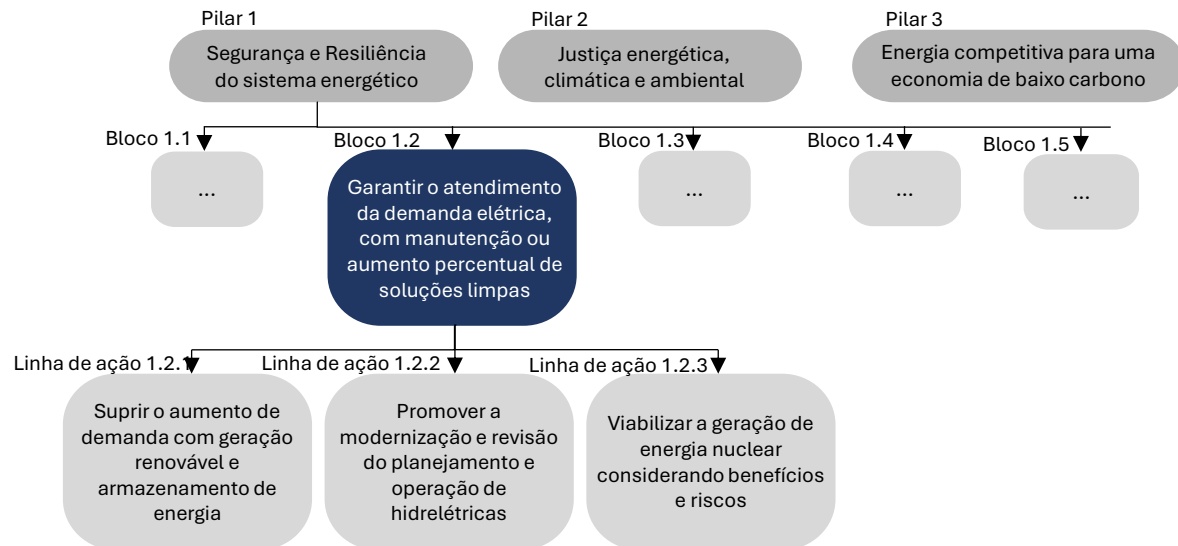 Pilar 1
Segurança e Resiliência
do sistema energético
Pilar 2
Justiça energética,
climática e ambiental
Pilar 3
Energia competitiva para uma
economia de baixo carbono
Bloco 1.1
...
Bloco 1.2
Garantir o atendimento
da demanda elétrica,
com manutenção ou
aumento percentual de
soluções limpas
Bloco 1.3
...
Bloco 1.4
...
Bloco 1.5
...
Linha de ação 1.2.1
Suprir o aumento de
demanda com geração
renovável e
armazenamento de
energia
Linha de ação 1.2.2
Promover a
modernização e revisão
do planejamento e
operação de
hidrelétricas
Linha de ação 1.2.3
Viabilizar a geração de
energia nuclear
considerando benefícios
e riscos